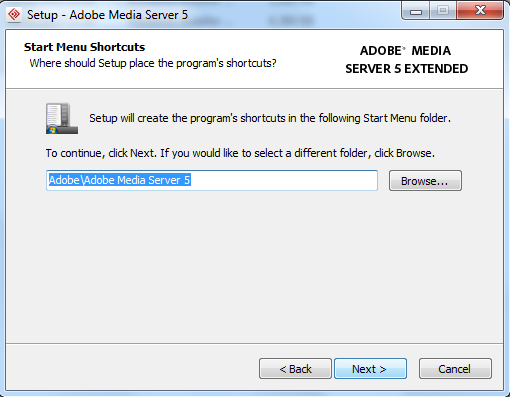 Setup - Adobe Media Server 5
Start Menu Shortcuts
Where should Setup place the program's shortcuts?
ADOBE® MEDIA
SERVER 5 EXTENDED
Setup will create the program's shortcuts in the following Start Menu folder.
To continue, click Next. If you would like to select a different folder, click Browse.
Adobe\Adobe Media Server 5
Browse...
< Back
Next >
Cancel